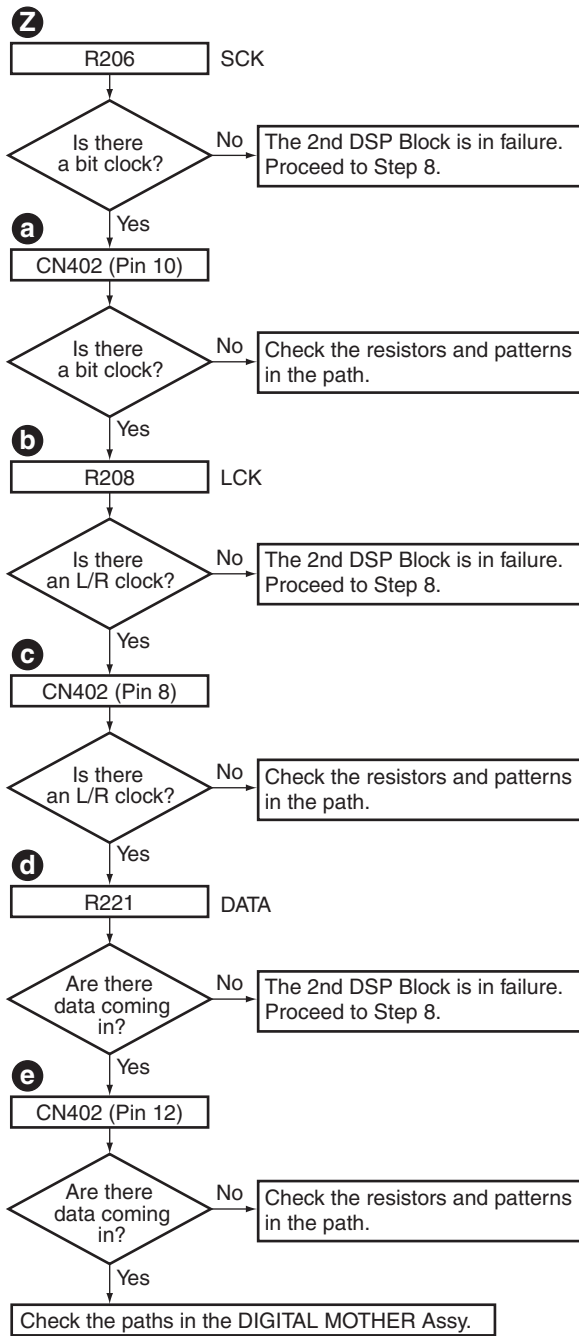 Z
R206 SCK
Is there
a bit clock?
No
The 2nd DSP Block is in failure.
Proceed to Step 8.
Yes
a
CN402 (Pin 10)
Is there
a bit clock?
No
Check the resistors and patterns
in the path.
Yes
b
R208 LCK
Is there
an L/R clock?
No
The 2nd DSP Block is in failure.
Proceed to Step 8.
Yes
c
CN402 (Pin 8)
Is there
an L/R clock?
No
Check the resistors and patterns
in the path.
Yes
d
R221 DATA
Are there
data coming
in?
No
The 2nd DSP Block is in failure.
Proceed to Step 8.
Yes
e
CN402 (Pin 12)
Are there
data coming
in?
No
Check the resistors and patterns
in the path.
Yes
Check the paths in the DIGITAL MOTHER Assy.